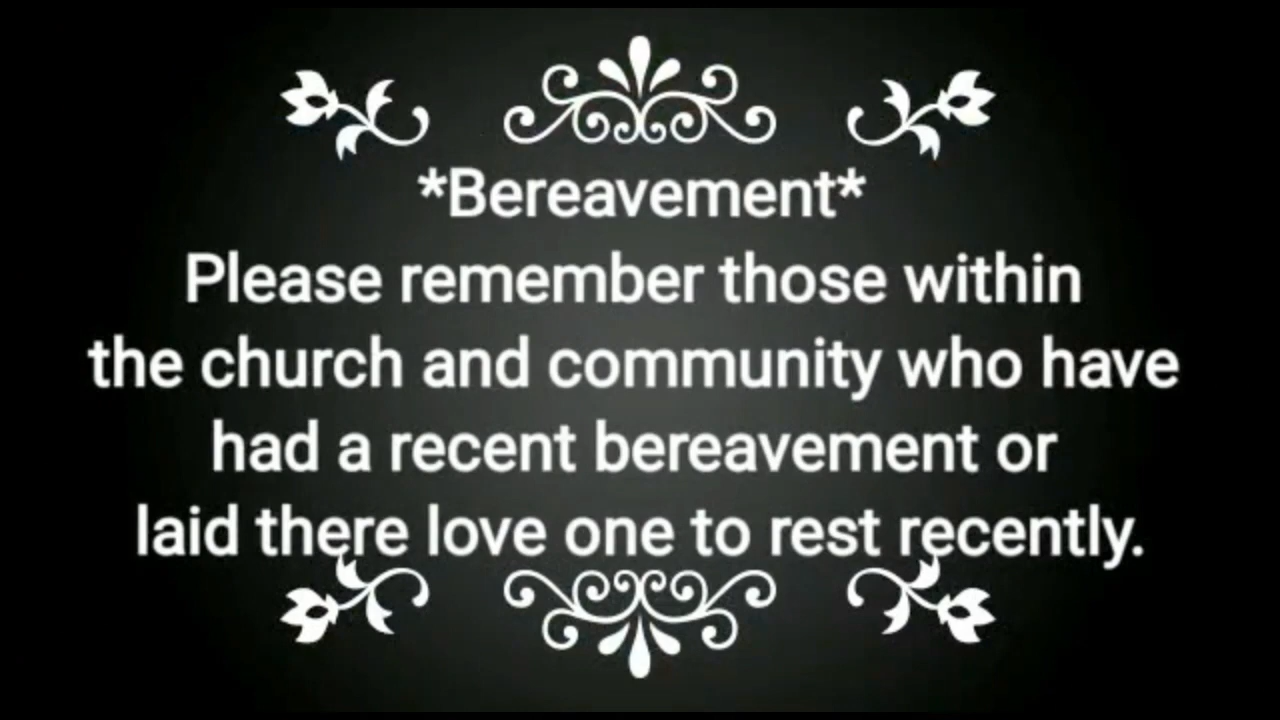 *Bereavement*
Please remember those within
the church and community who have
had a recent bereavement or
laid there love one to rest recently.